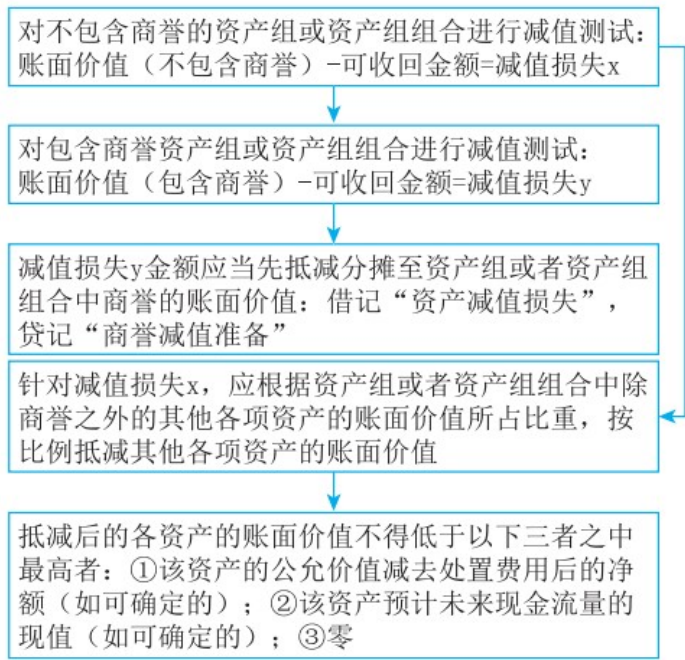 对不包含商誉的资产组或资产组组合进行减值测试：
账面价值（不包含商誉）-可收回金额=减值损失x
对包含商誉资产组或资产组组合进行减值测试：
账面价值（包含商誉）-可收回金额=减值损失y
减值损失y金额应当先抵减分摊至资产组或者资产组
组合中商誉的账面价值：借记“资产减值损失”，
贷记“商誉减值准备”
针对减值损失x，应根据资产组或者资产组组合中除
商誉之外的其他各项资产的账面价值所占比重，按
比例抵减其他各项资产的账面价值
抵减后的各资产的账面价值不得低于以下三者之中
最高者：①该资产的公允价值减去处置费用后的净
额（如可确定的）；②该资产预计未来现金流量的
现值（如可确定的）；③零